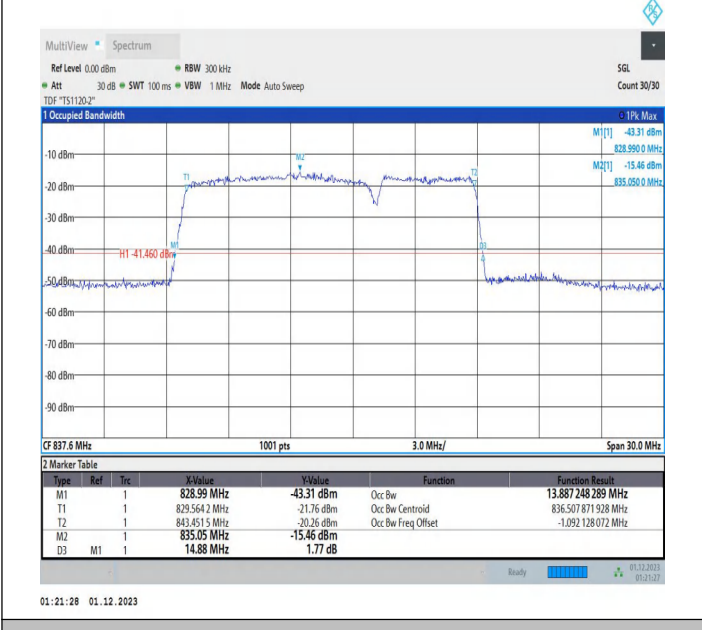 R S
MultiView Spectrum
Ref Level 0.00 dBm RBW 300 kHz SGL
Att 30 dB SWT 100 ms VBW 1 MHz Mode Auto Sweep Count 30/30
TDF "TS1120-2"
1 Occupied Bandwidth 1Pk Max
M1[1] -43.31 dBm
828.990 0 MHz
M2[1] -15.46 dBm
835.050 0 MHz
-10 dBm
M2
T1
T2
-20 dBm
-30 dBm
-40 dBm
M1
D3
H1 -41.460 dBm
-50 dBm
-60 dBm
-70 dBm
-80 dBm
-90 dBm
CF 837.6 MHz 1001 pts 3.0 MHz/ Span 30.0 MHz
2 Marker Table
Type Ref Trc X-Value Y-Value Function Function Result
M1 1 828.99 MHz -43.31 dBm Occ Bw 13.887 248 289 MHz
T1 1 829.564 2 MHz -21.76 dBm Occ Bw Centroid 836.507 871 928 MHz
T2 1 843.451 5 MHz -20.26 dBm Occ Bw Freq Offset -1.092 128 072 MHz
M2 1 835.05 MHz -15.46 dBm
D3 M1 1 14.88 MHz 1.77 dB
Ready 01.12.2023
01:21:27
01:21:28 01.12.2023